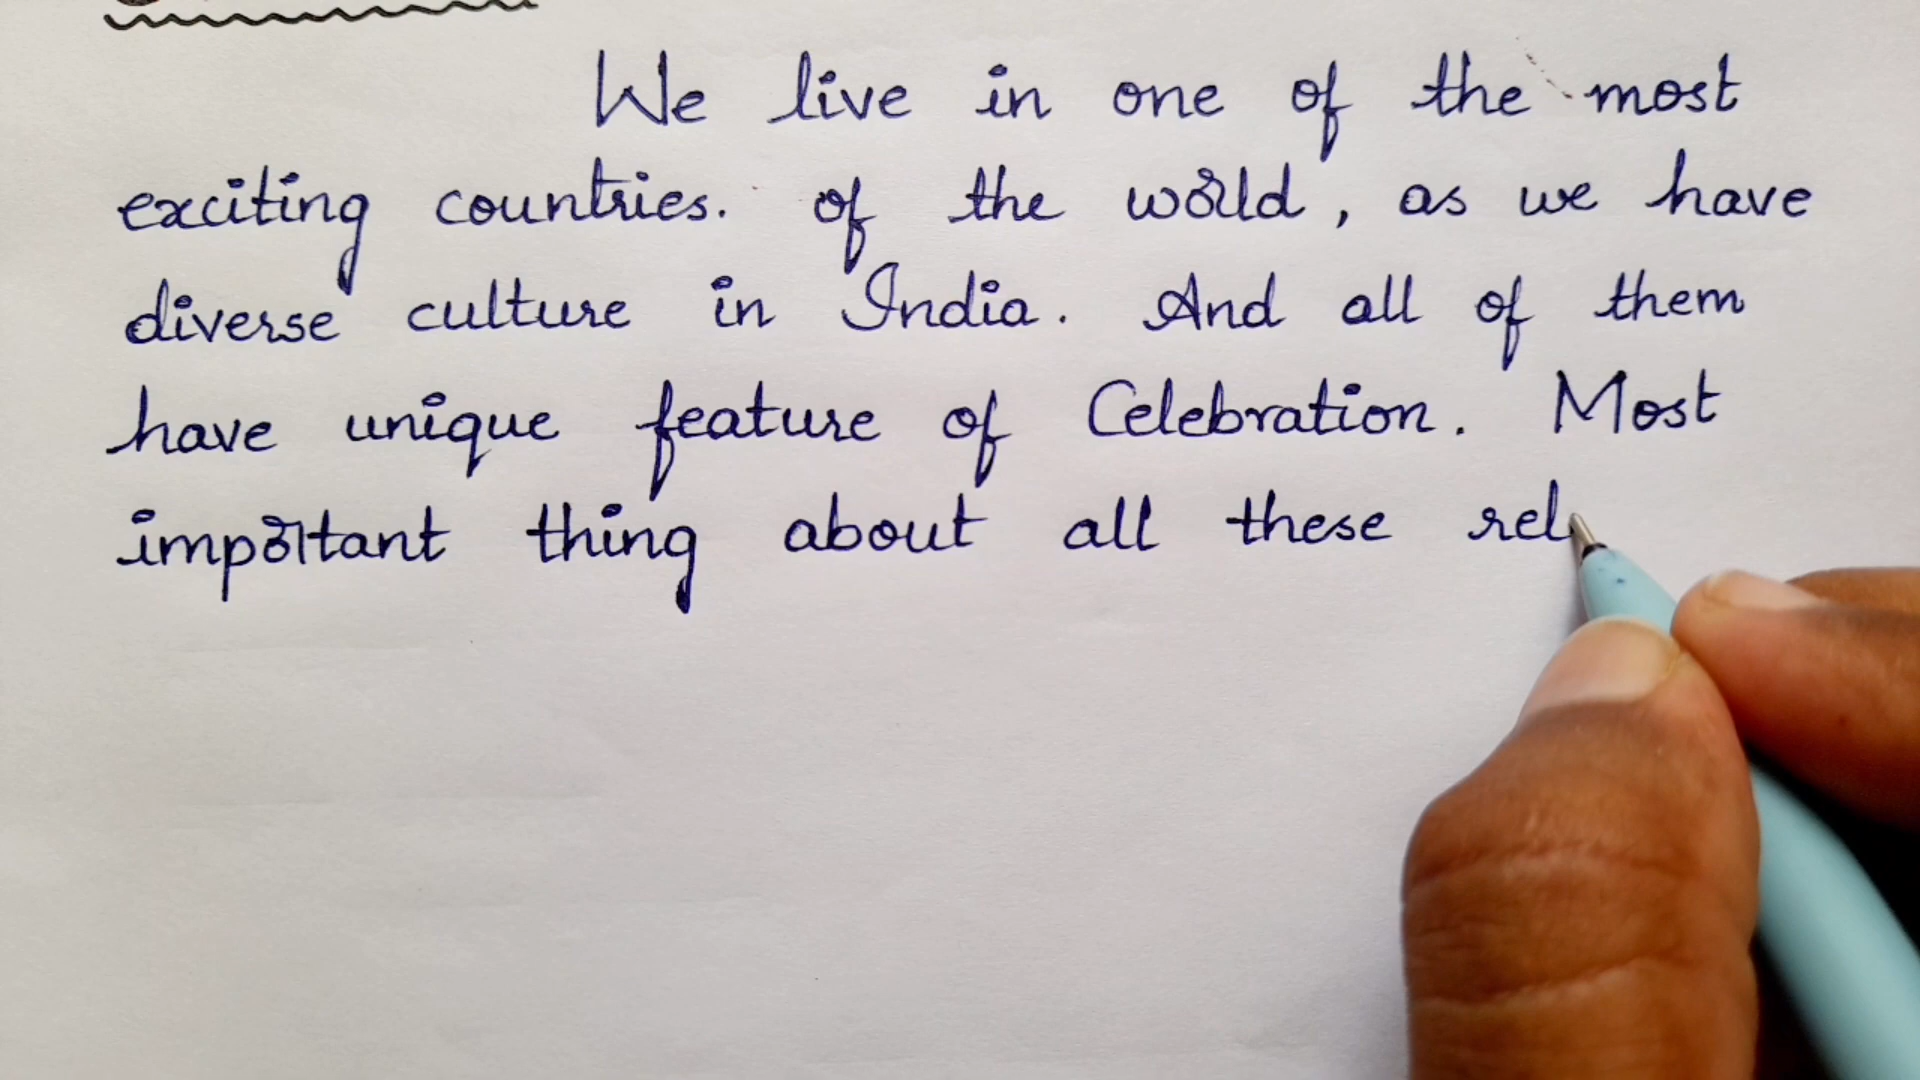 We live in one of the most
exciting countries. of the world, as we have
diverse culture in India. And all of them
have unique feature of Celebration. Most
important thing about all these rel